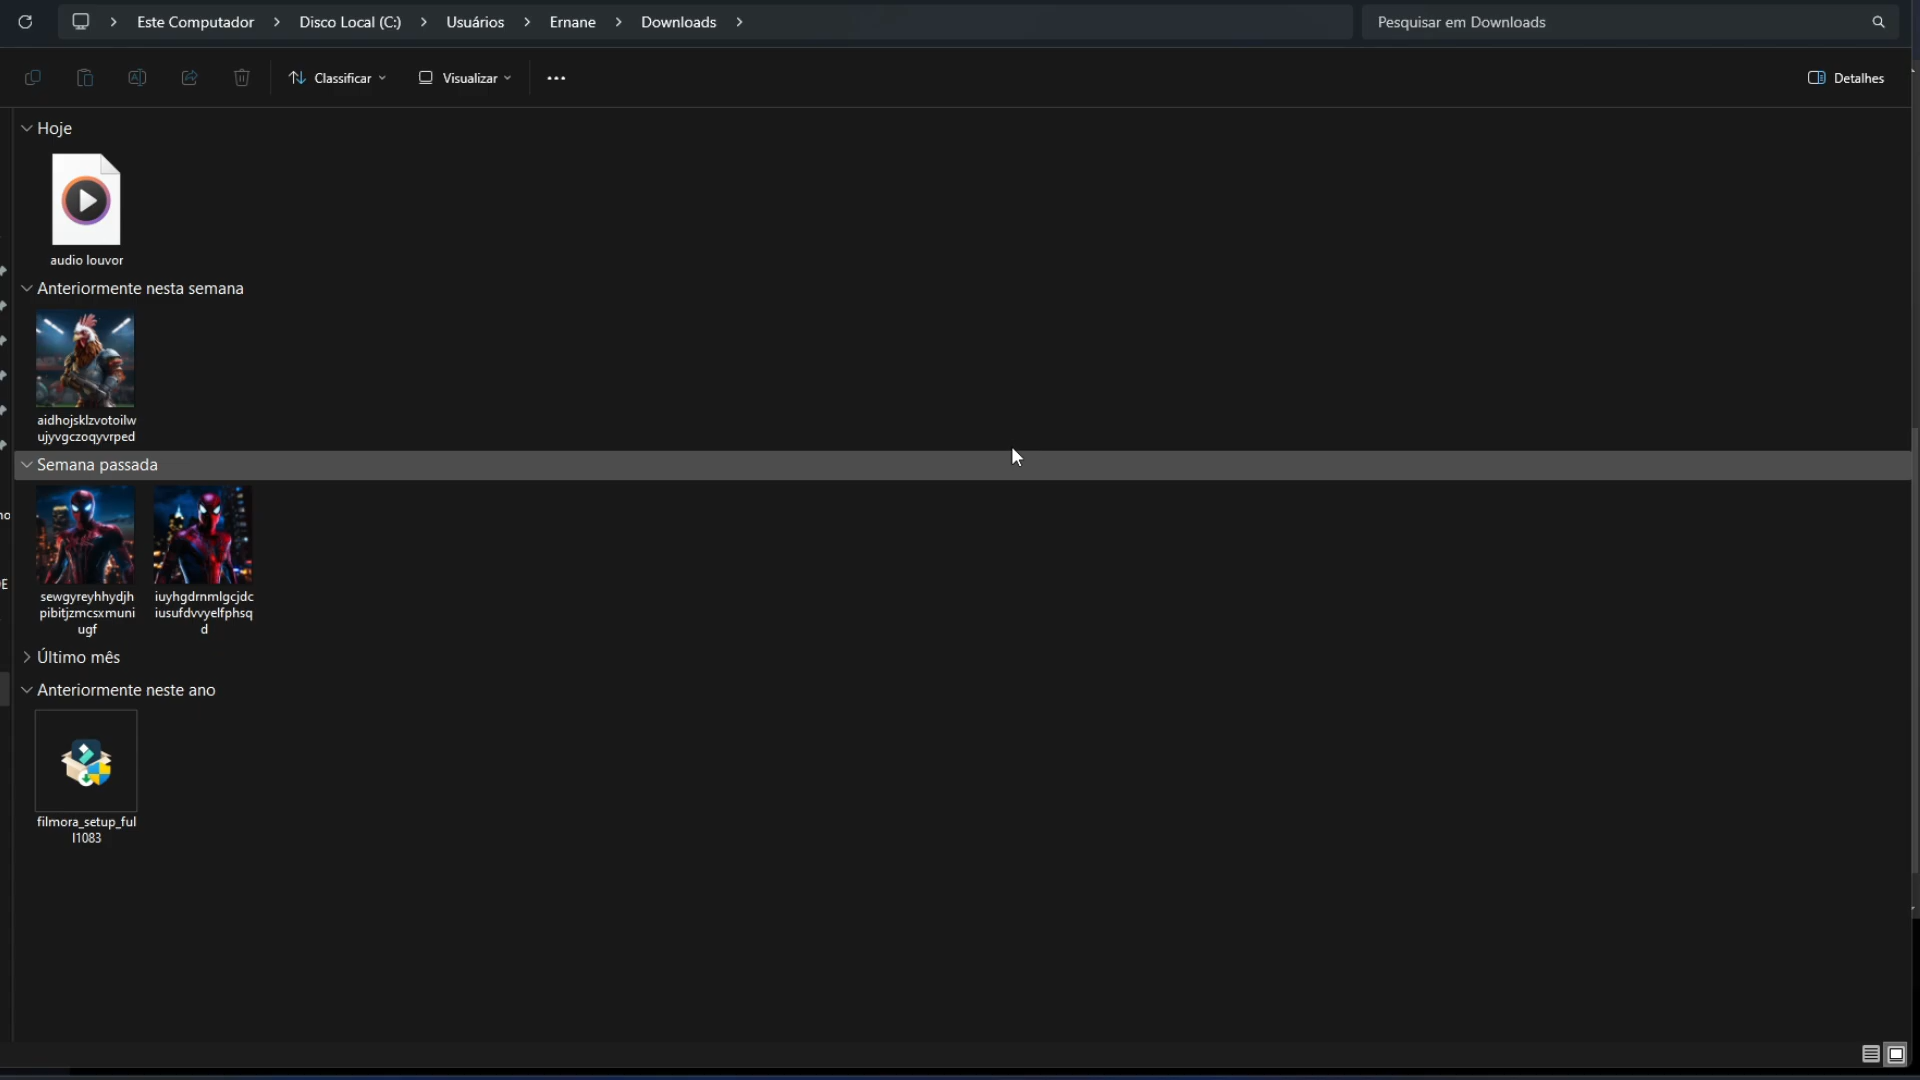 Este Computador > Disco Local (C:) > Usuários > Ernane > Downloads >
Pesquisar em Downloads
Classificar
Visualizar
Detalhes
Hoje
audio louvor
Anteriormente nesta semana
aidhojsklzvotoilw
ujyvgczoqyvrped
Semana passada
sewgyreyhhydjh
pibitjzmcsxmuni
ugf
iuyhgdrnmlgcjdc
iusufdvvyelfphsq
d
Último mês
Anteriormente neste ano
filmora_setup_ful
l1083